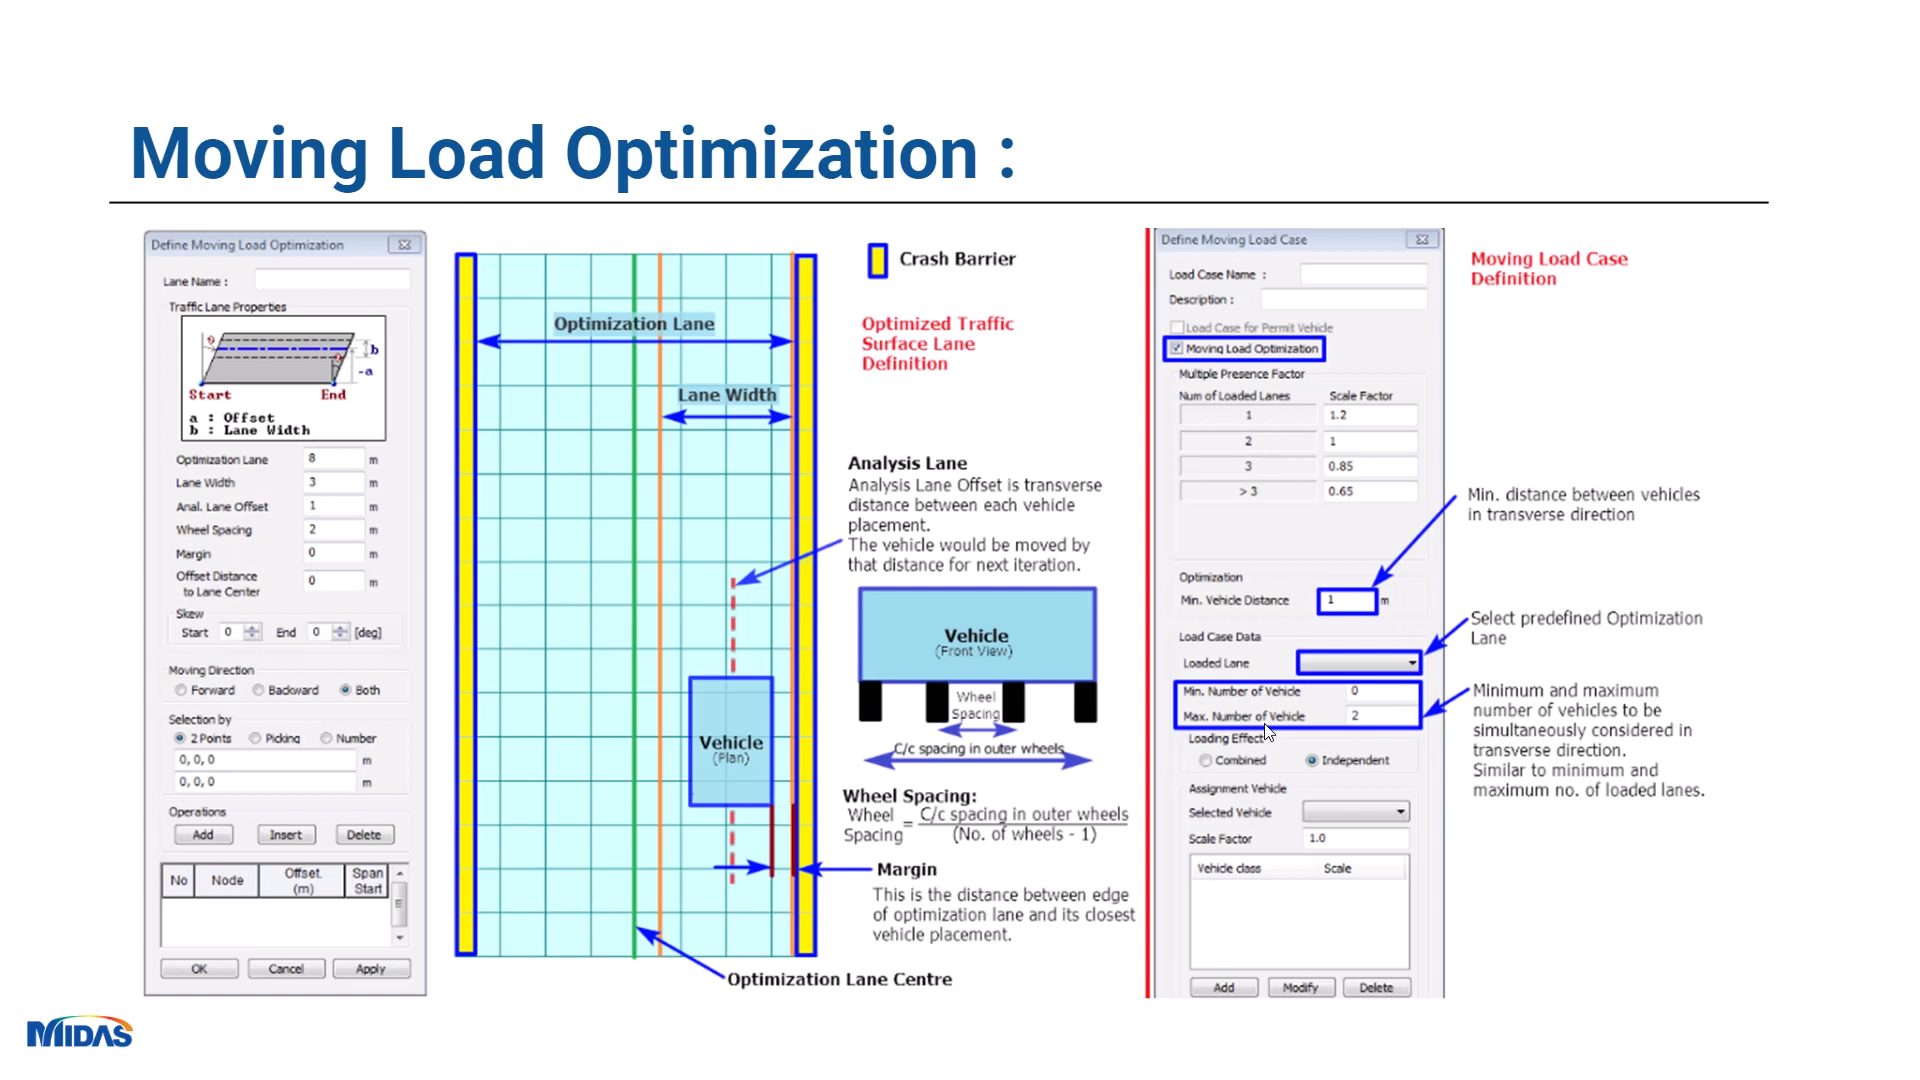 Moving Load Optimization :
Define Moving Load Optimization
Lane Name :
Traffic Lane Properties
b
-a
Start End
a : Offset
b : Lane Width
Optimization Lane 8 m
Lane Width 3 m
Anal. Lane Offset 1 m
Wheel Spacing 2 m
Margin 0 m
Offset Distance
to Lane Center 0 m
Skew
Start 0 End 0 [deg]
Moving Direction
Forward Backward Both
Selection by
2 Points Picking Number
0, 0, 0 m
0, 0, 0 m
Operations
Add Insert Delete
No Node Offset. (m) Span Start
OK Cancel Apply
Optimization Lane
Lane Width
Vehicle
(Plan)
Optimization Lane Centre
Crash Barrier
Optimized Traffic
Surface Lane
Definition
Analysis Lane
Analysis Lane Offset is transverse
distance between each vehicle
placement.
The vehicle would be moved by
that distance for next iteration.
Vehicle
(Front View)
Wheel
Spacing
C/c spacing in outer wheels
Wheel Spacing:
Wheel Spacing = C/c spacing in outer wheels
(No. of wheels - 1)
Margin
This is the distance between edge
of optimization lane and its closest
vehicle placement.
Define Moving Load Case
Load Case Name :
Description :
Load Case for Permit Vehicle
Moving Load Optimization
Multiple Presence Factor
Num of Loaded Lanes Scale Factor
1 1.2
2 1
3 0.85
> 3 0.65
Optimization
Min. Vehicle Distance 1 m
Load Case Data
Loaded Lane
Min. Number of Vehicle 0
Max. Number of Vehicle 2
Loading Effect
Combined Independent
Assignment Vehicle
Selected Vehicle
Scale Factor 1.0
Vehicle class Scale
Add Modify Delete
Moving Load Case
Definition
Min. distance between vehicles
in transverse direction
Select predefined Optimization
Lane
Minimum and maximum
number of vehicles to be
simultaneously considered in
transverse direction.
Similar to minimum and
maximum no. of loaded lanes.
MIDAS